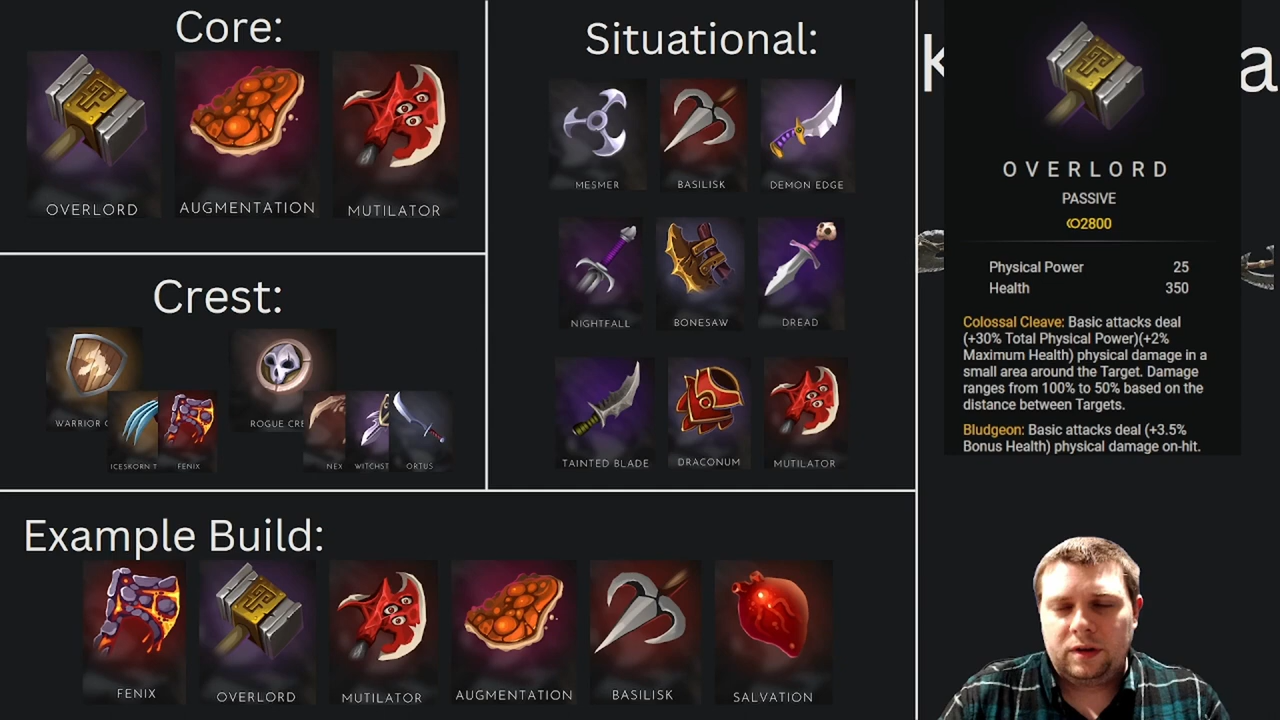 Core:
OVERLORD
AUGMENTATION
MUTILATOR
Crest:
WARRIOR
ROGUE
FENIX
NEX
WITCHST
ORTUS
Situational:
MESMER
BASILISK
DEMON EDGE
NIGHTFALL
BONESAW
DREAD
TAINTED BLADE
DRACONUM
MUTILATOR
Example Build:
FENIX
OVERLORD
MUTILATOR
AUGMENTATION
BASILISK
SALVATION
K
a
OVERLORD
PASSIVE
2800
Physical Power 25
Health 350
Colossal Cleave: Basic attacks deal
(+30% Total Physical Power)(+2%
Maximum Health) physical damage in a
small area around the Target. Damage
ranges from 100% to 50% based on the
distance between Targets.
Bludgeon: Basic attacks deal (+3.5%
Bonus Health) physical damage on-hit.